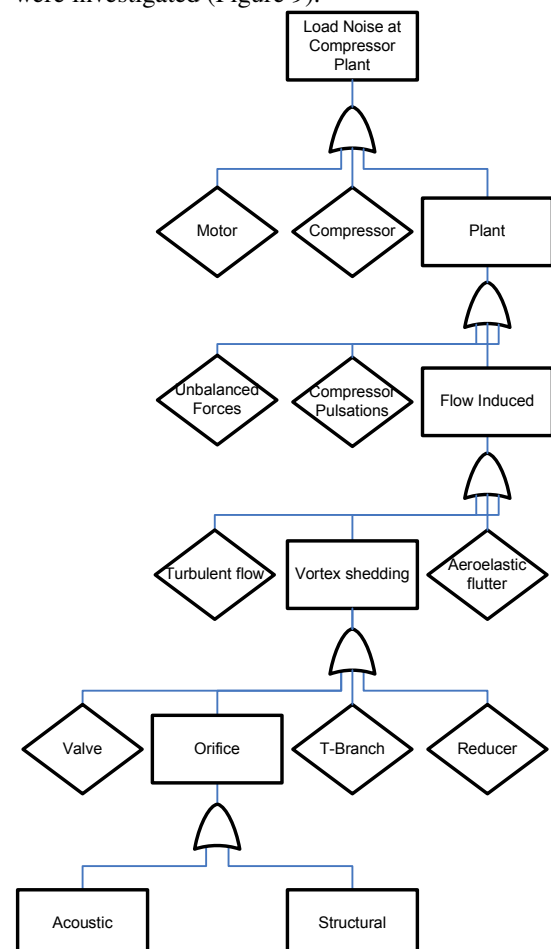 were investigated (Figure 9).
Load Noise at
Compressor
Plant
Motor
Compressor
Plant
Unbalanced
Forces
Compressor
Pulsations
Flow Induced
Turbulent flow
Vortex shedding
Aeroelastic
flutter
Valve
Orifice
T-Branch
Reducer
Acoustic
Structural